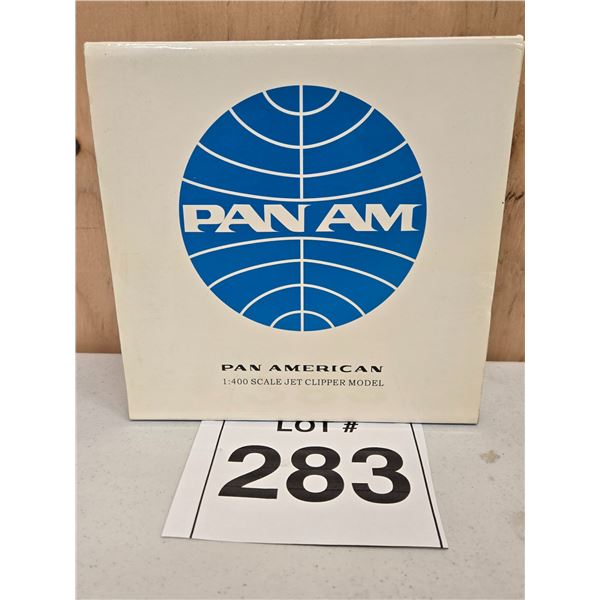 PAN AM
PAN AMERICAN
1:400 SCALE JET CLIPPER MODEL
LOT #
283